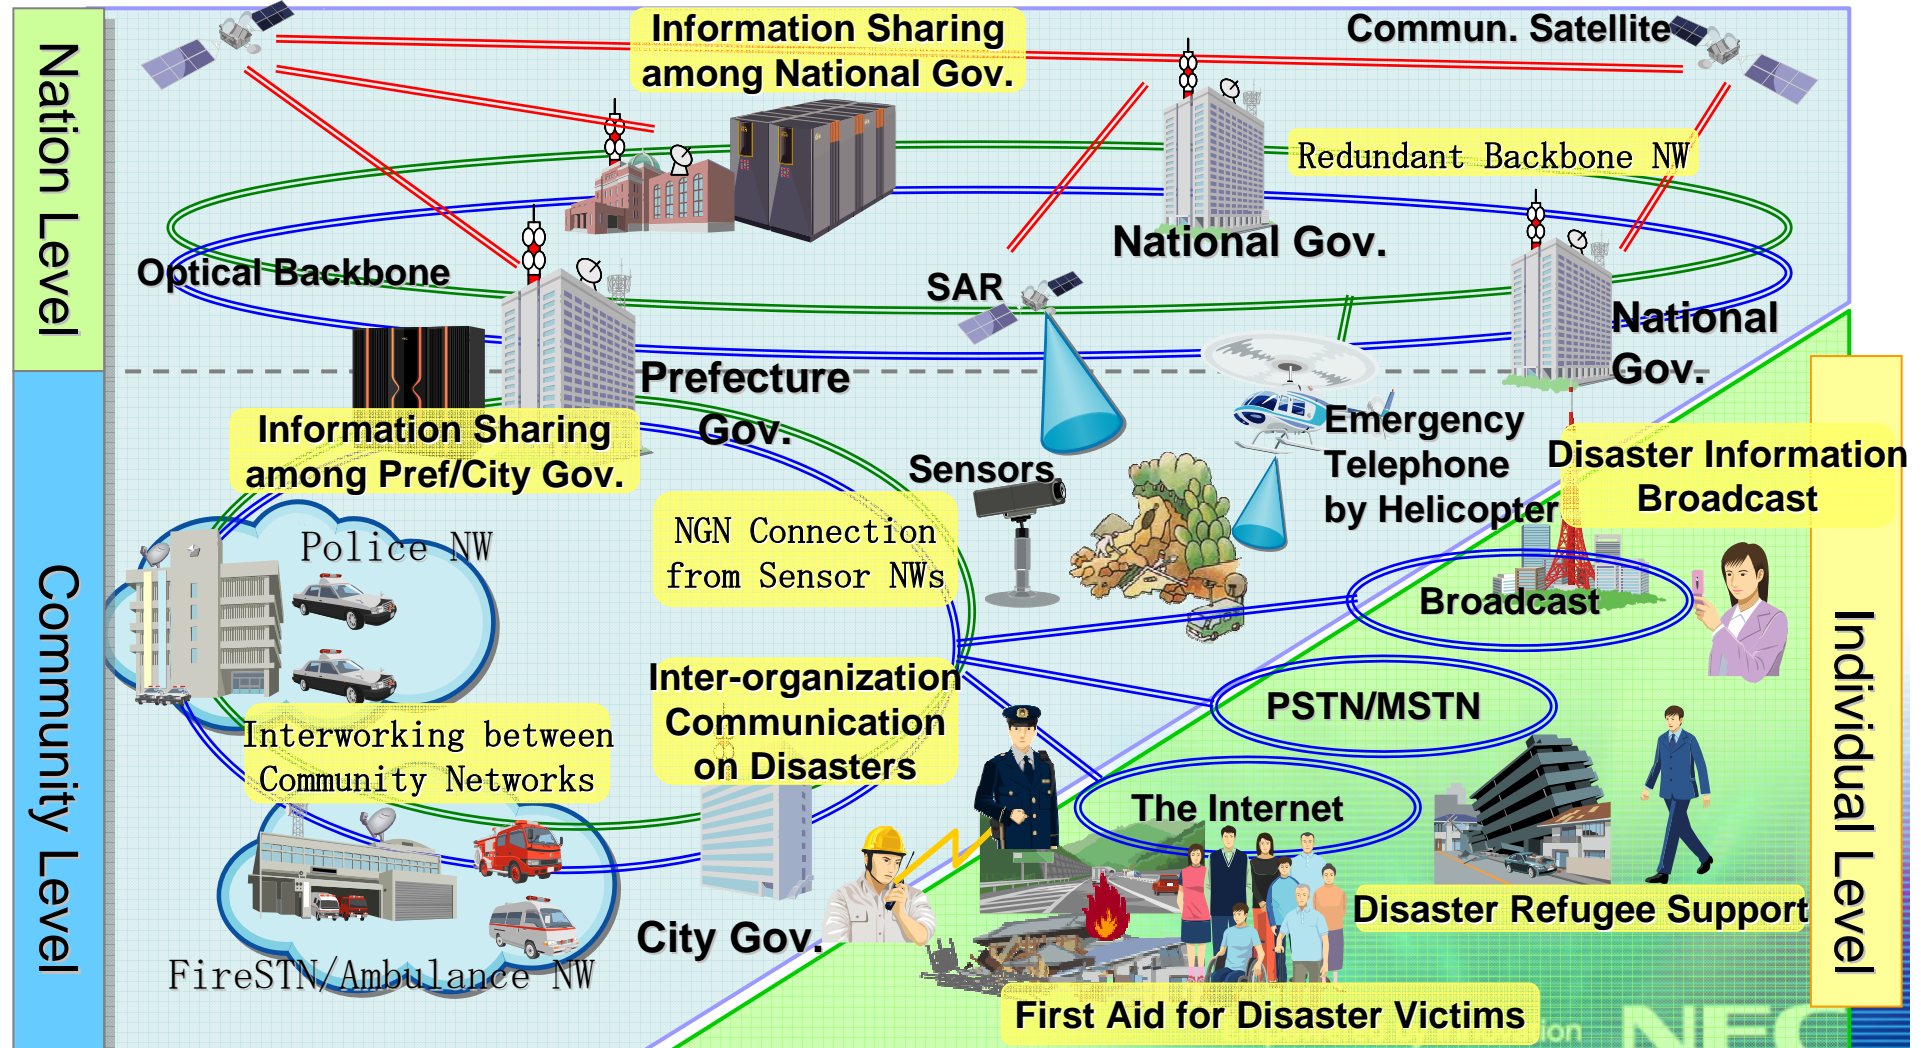 Nation Level
Information Sharing
among National Gov.
Commun. Satellite
Redundant Backbone NW
National Gov.
Optical Backbone
SAR
National
Gov.
Prefecture
Gov.
Information Sharing
among Pref/City Gov.
Community Level
Individual Level
Emergency
Telephone
by Helicopter
Disaster Information
Broadcast
Sensors
NGN Connection
from Sensor NWs
Police NW
Broadcast
Inter-organization
Communication
on Disasters
PSTN/MSTN
Interworking between
Community Networks
The Internet
City Gov.
Disaster Refugee Support
FireSTN/Ambulance NW
First Aid for Disaster Victims
NEC